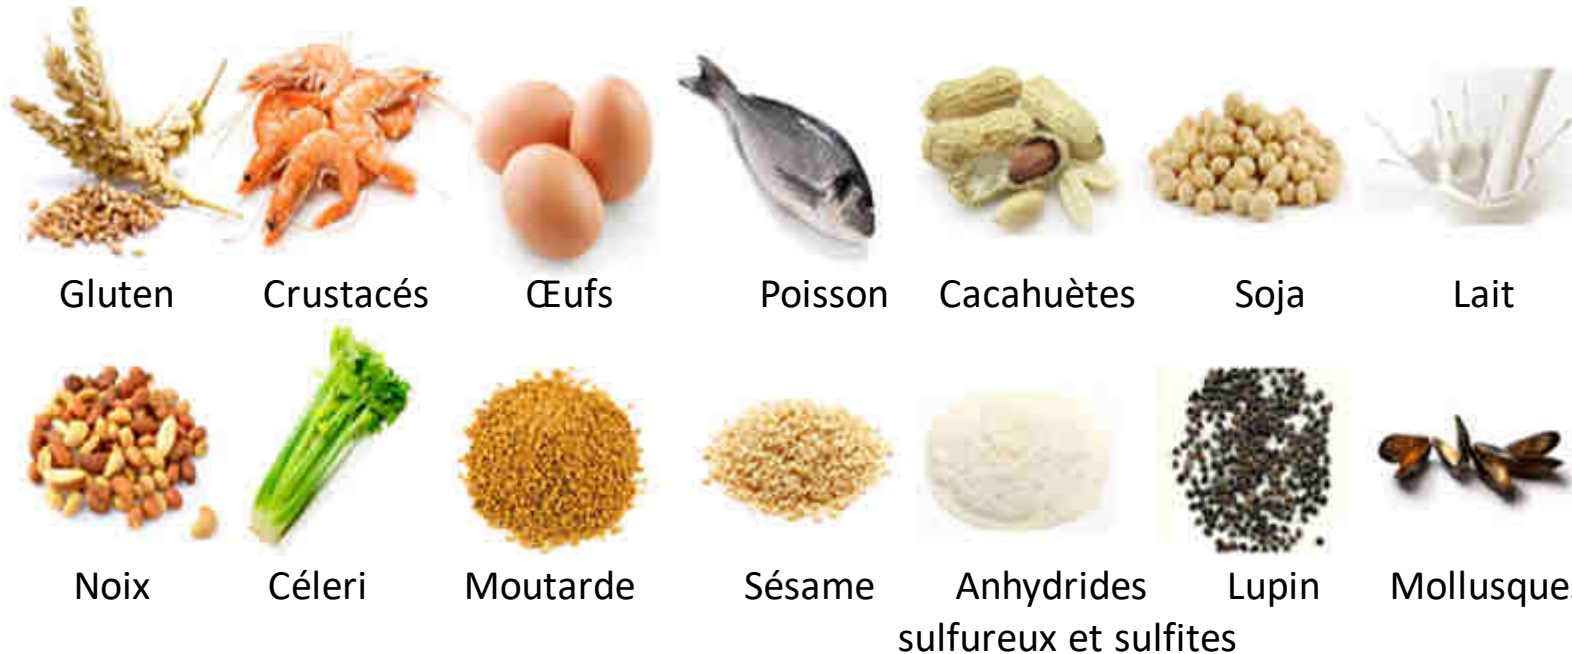 Gluten Crustacés Œufs Poisson Cacahuètes Soja Lait
Noix Céleri Moutarde Sésame Anhydrides Lupin Mollusques
sulfureux et sulfites